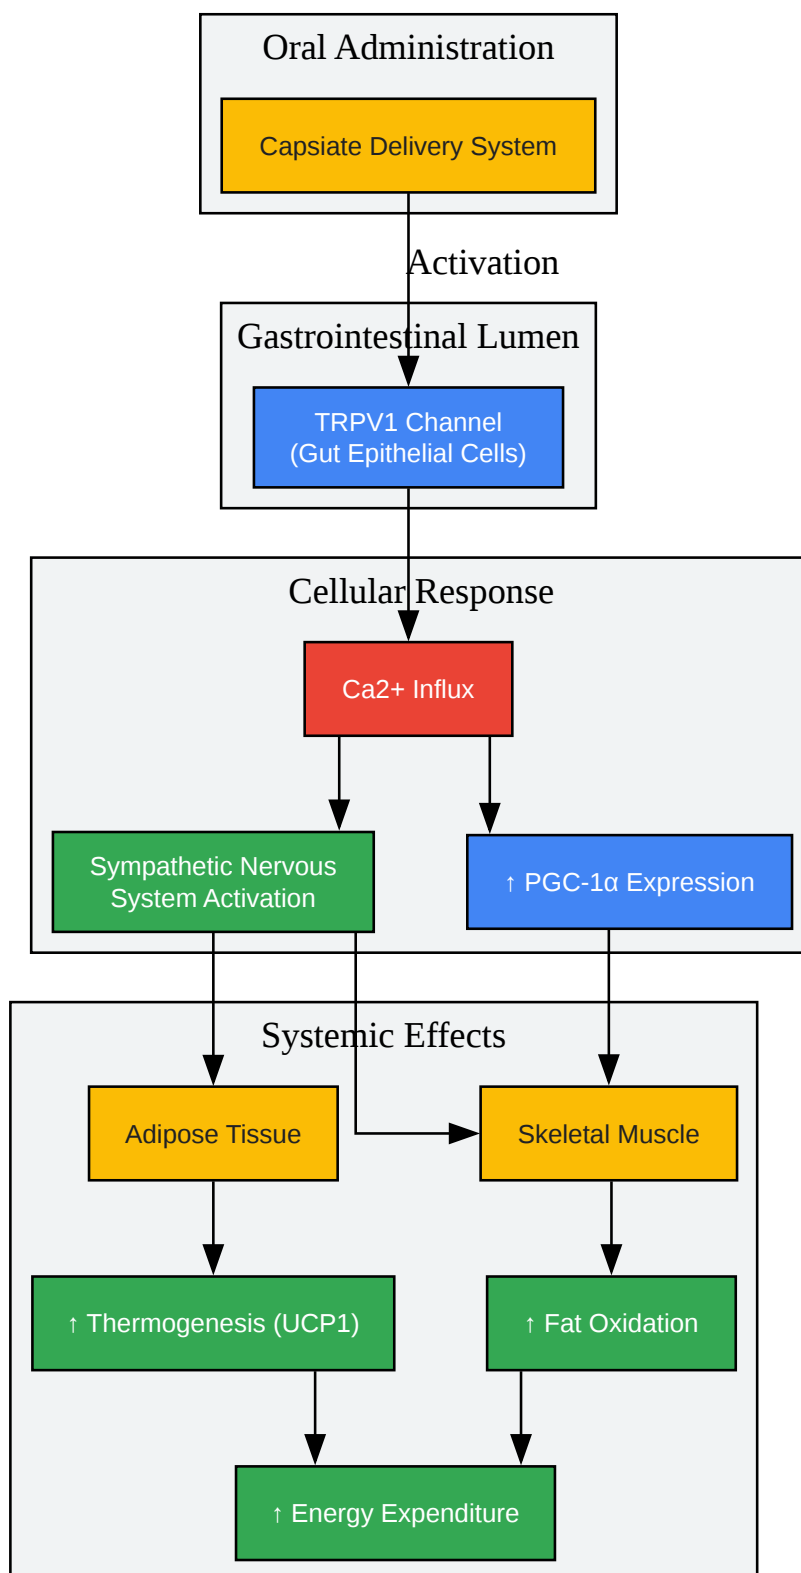 Oral Administration
Capsiate Delivery System
Activation
Gastrointestinal Lumen
TRPV1 Channel
(Gut Epithelial Cells)
Cellular Response
Ca2+ Influx
Sympathetic Nervous
System Activation
↑ PGC-1α Expression
Systemic Effects
Adipose Tissue
Skeletal Muscle
↑ Thermogenesis (UCP1)
↑ Fat Oxidation
↑ Energy Expenditure